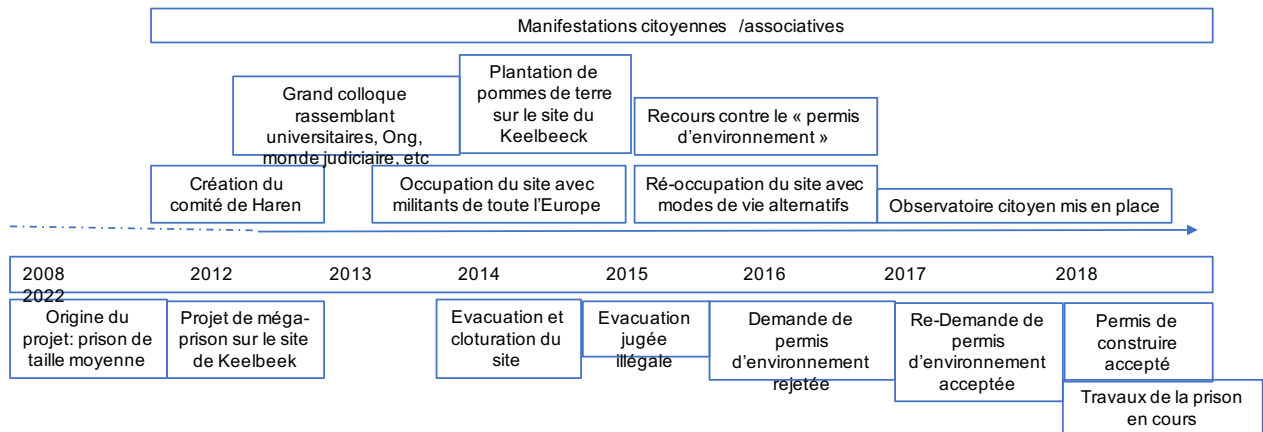 Manifestations citoyennes /associatives
Grand colloque
rassemblant
universitaires, Ong,
monde judiciaire, etc
Plantation de
pommes de terre
sur le site du
Keelbeeck
Recours contre le « permis
d’environnement »
Création du
comité de Haren
Occupation du site avec
militants de toute l’Europe
Ré-occupation du site avec
modes de vie alternatifs
Observatoire citoyen mis en place
2008 2012 2013 2014 2015 2016 2017 2018
2022
Origine du
projet: prison de
taille moyenne
Projet de méga-
prison sur le site
de Keelbeek
Evacuation et
cloturation du
site
Evacuation
jugée
illégale
Demande de
permis
d’environnement
rejetée
Re-Demande de
permis
d’environnement
acceptée
Permis de
construire
accepté
Travaux de la prison
en cours